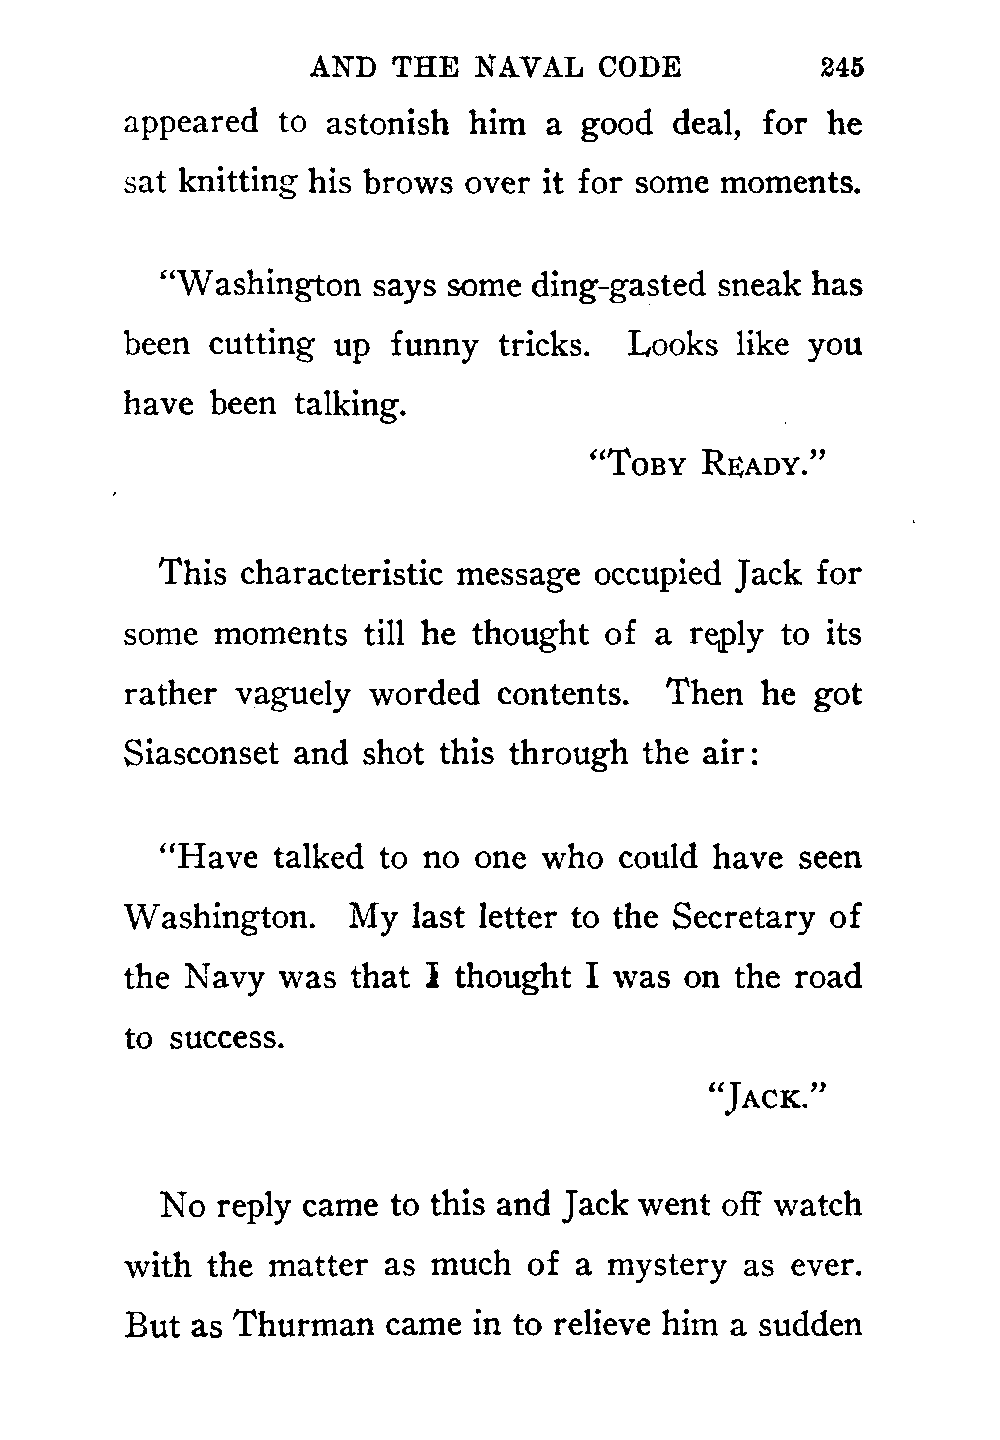 AND THE NAVAL CODE 245
appeared to astonish him a good deal, for he
sat knitting his brows over it for some moments.
“Washington says some ding-gasted sneak has
been cutting up funny tricks. Looks like you
have been talking.
“TOBY READY.”
This characteristic message occupied Jack for
some moments till he thought of a reply to its
rather vaguely worded contents. Then he got
Siasconset and shot this through the air:
“Have talked to no one who could have seen
Washington. My last letter to the Secretary of
the Navy was that I thought I was on the road
to success.
“JACK.”
No reply came to this and Jack went off watch
with the matter as much of a mystery as ever.
But as Thurman came in to relieve him a sudden